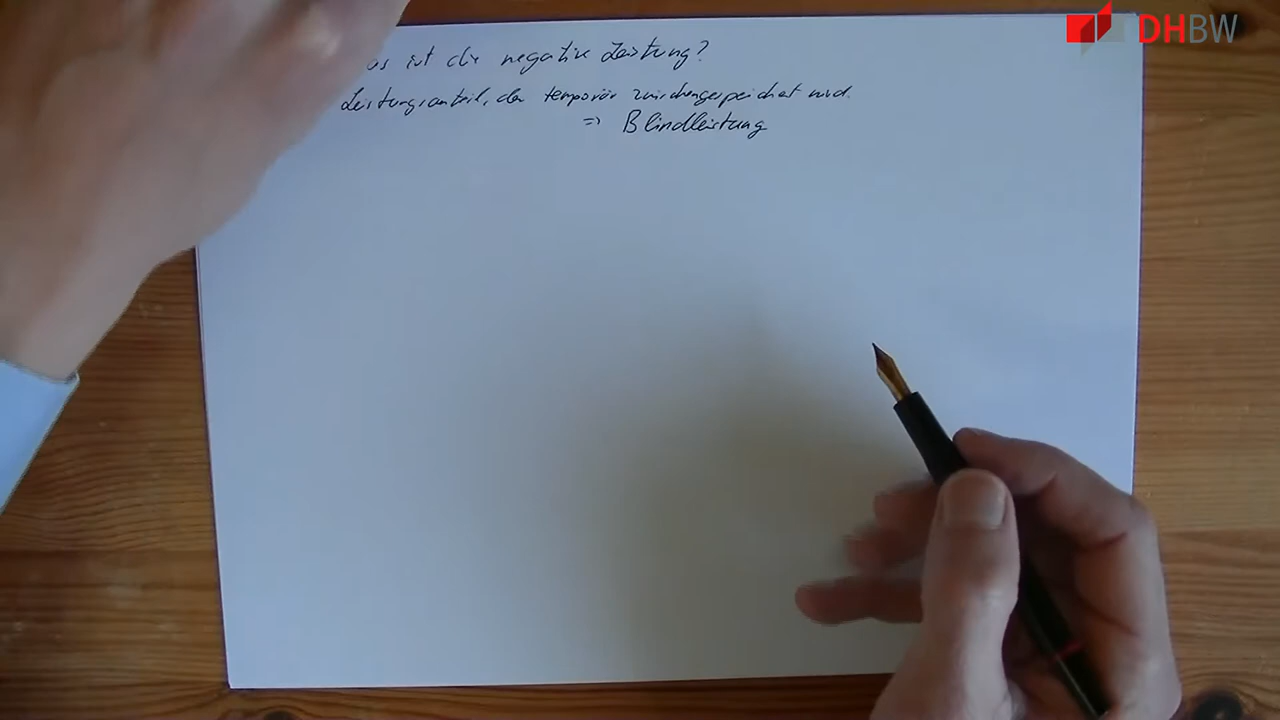 DHBW
ist die negative Leistung?
Leistungsanteil, der temporär zwischengespeichert wird.
=> Blindleistung